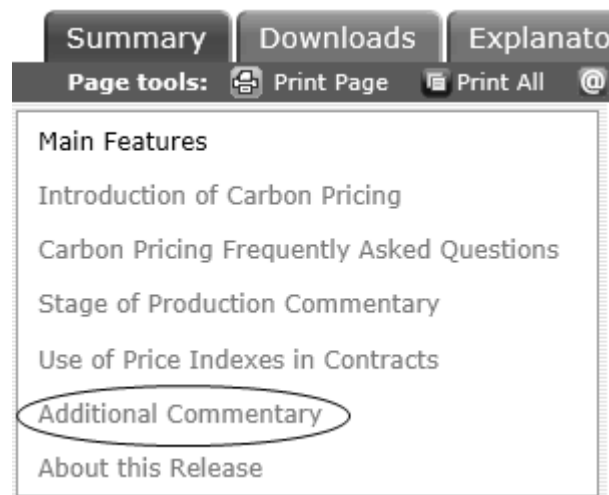 Summary Downloads Explanato
Page tools: Print Page Print All @
Main Features
Introduction of Carbon Pricing
Carbon Pricing Frequently Asked Questions
Stage of Production Commentary
Use of Price Indexes in Contracts
Additional Commentary
About this Release